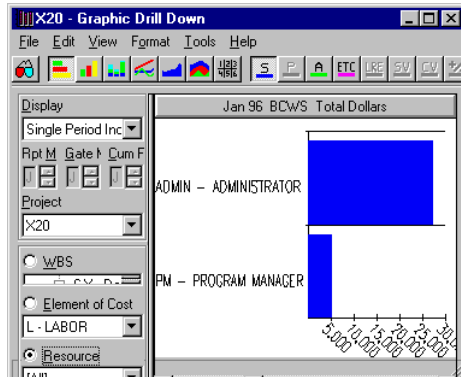 X20 - Graphic Drill Down
File Edit View Format Tools Help
S P A ETC LRE SV CV
Display
Single Period Inc
Rpt M Gate Cum F
Project
X20
WBS
Element of Cost
L - LABOR
Resource
Jan 96 BCWS Total Dollars
ADMIN – ADMINISTRATOR
PM – PROGRAM MANAGER
5,000
10,000
15,000
20,000
25,000
30,0